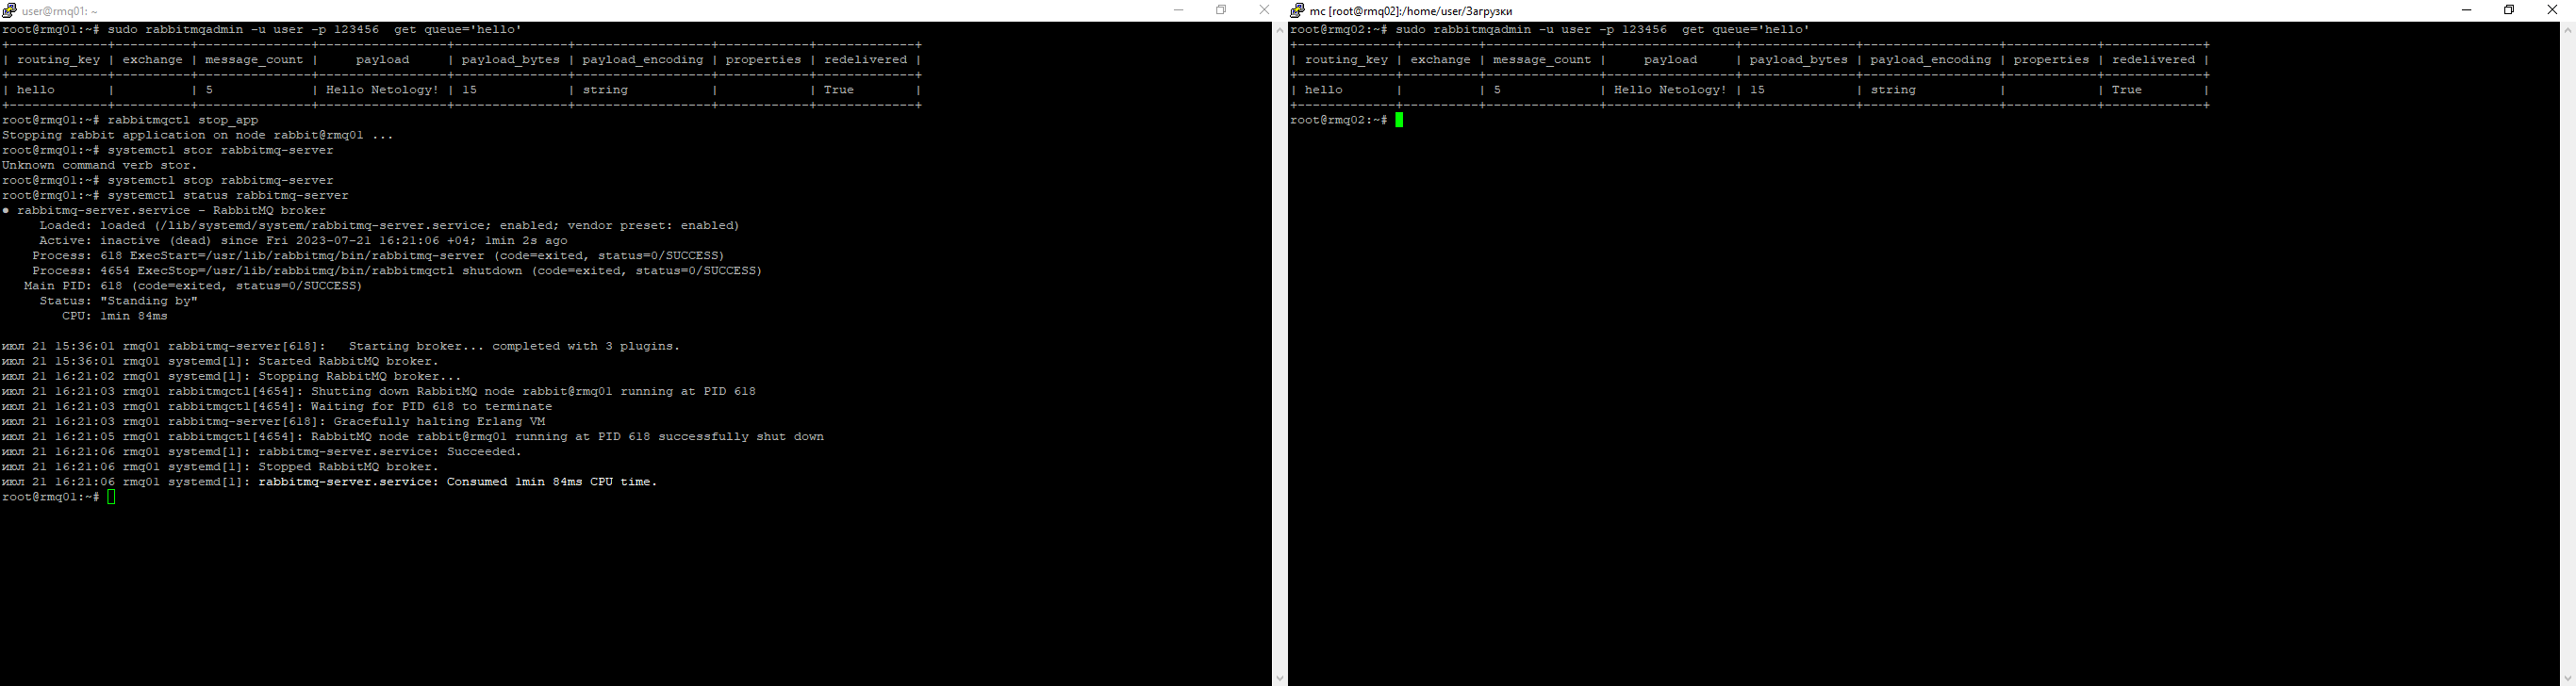 user@rmq01: ~
root@rmq01:~# sudo rabbitmqadmin -u user -p 123456  get queue='hello'
+-------------+----------+---------------+----------------+---------------+------------------+------------+-------------+
| routing_key | exchange | message_count |     payload    | payload_bytes | payload_encoding | properties | redelivered |
+-------------+----------+---------------+----------------+---------------+------------------+------------+-------------+
| hello       |          | 5             | Hello Netology! | 15            | string           |            | True        |
+-------------+----------+---------------+----------------+---------------+------------------+------------+-------------+
root@rmq01:~# rabbitmqctl stop_app
Stopping rabbit application on node rabbit@rmq01 ...
root@rmq01:~# systemctl stor rabbitmq-server
Unknown command verb stor.
root@rmq01:~# systemctl stop rabbitmq-server
root@rmq01:~# systemctl status rabbitmq-server
● rabbitmq-server.service - RabbitMQ broker
     Loaded: loaded (/lib/systemd/system/rabbitmq-server.service; enabled; vendor preset: enabled)
     Active: inactive (dead) since Fri 2023-07-21 16:21:06 +04; 1min 2s ago
    Process: 618 ExecStart=/usr/lib/rabbitmq/bin/rabbitmq-server (code=exited, status=0/SUCCESS)
    Process: 4654 ExecStop=/usr/lib/rabbitmq/bin/rabbitmqctl shutdown (code=exited, status=0/SUCCESS)
   Main PID: 618 (code=exited, status=0/SUCCESS)
     Status: "Standing by"
        CPU: 1min 84ms
июл 21 15:36:01 rmq01 rabbitmq-server[618]:   Starting broker... completed with 3 plugins.
июл 21 15:36:01 rmq01 systemd[1]: Started RabbitMQ broker.
июл 21 16:21:02 rmq01 systemd[1]: Stopping RabbitMQ broker...
июл 21 16:21:03 rmq01 rabbitmqctl[4654]: Shutting down RabbitMQ node rabbit@rmq01 running at PID 618
июл 21 16:21:03 rmq01 rabbitmqctl[4654]: Waiting for PID 618 to terminate
июл 21 16:21:03 rmq01 rabbitmq-server[618]: Gracefully halting Erlang VM
июл 21 16:21:05 rmq01 rabbitmqctl[4654]: RabbitMQ node rabbit@rmq01 running at PID 618 successfully shut down
июл 21 16:21:06 rmq01 systemd[1]: rabbitmq-server.service: Succeeded.
июл 21 16:21:06 rmq01 systemd[1]: Stopped RabbitMQ broker.
июл 21 16:21:06 rmq01 systemd[1]: rabbitmq-server.service: Consumed 1min 84ms CPU time.
root@rmq01:~#
mc [root@rmq02]:/home/user/Загрузки
root@rmq02:~# sudo rabbitmqadmin -u user -p 123456  get queue='hello'
+-------------+----------+---------------+----------------+---------------+------------------+------------+-------------+
| routing_key | exchange | message_count |     payload    | payload_bytes | payload_encoding | properties | redelivered |
+-------------+----------+---------------+----------------+---------------+------------------+------------+-------------+
| hello       |          | 5             | Hello Netology! | 15            | string           |            | True        |
+-------------+----------+---------------+----------------+---------------+------------------+------------+-------------+
root@rmq02:~#